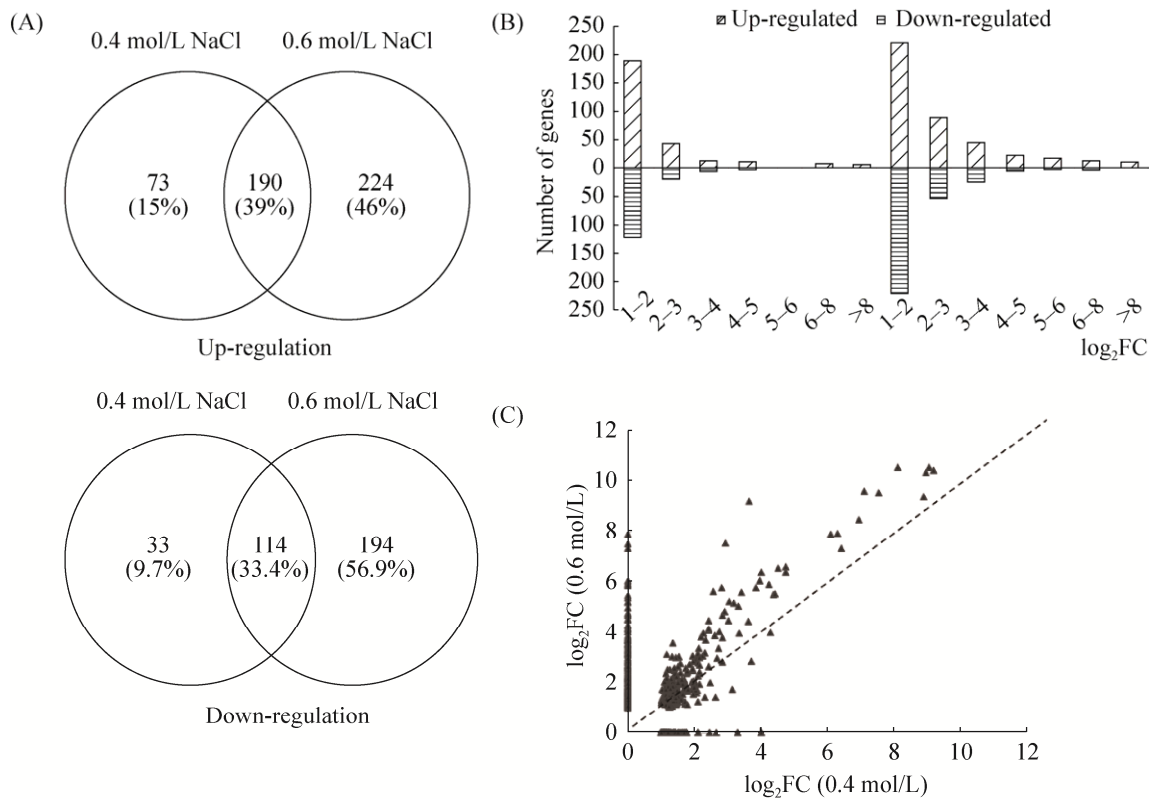 (A)
0.4 mol/L NaCl 0.6 mol/L NaCl
73 190 224
(15%) (39%) (46%)
Up-regulation
0.4 mol/L NaCl 0.6 mol/L NaCl
33 114 194
(9.7%) (33.4%) (56.9%)
Down-regulation
(B)
Up-regulated Down-regulated
Number of genes
250
200
150
100
50
0
50
100
150
200
250
1–2 2–3 3–4 4–5 5–6 6–8 >8 1–2 2–3 3–4 4–5 5–6 6–8 >8
log₂FC
(C)
log₂FC (0.6 mol/L)
12
10
8
6
4
2
0
0 2 4 6 8 10 12
log₂FC (0.4 mol/L)